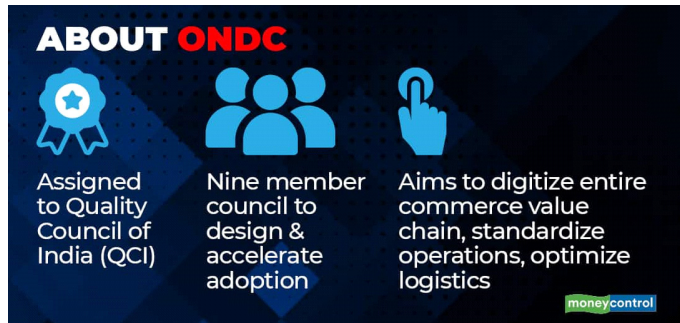 ABOUT ONDC
Assigned
to Quality
Council of
India (QCI)
Nine member
council to
design &
accelerate
adoption
Aims to digitize entire
commerce value
chain, standardize
operations, optimize
logistics
moneycontrol